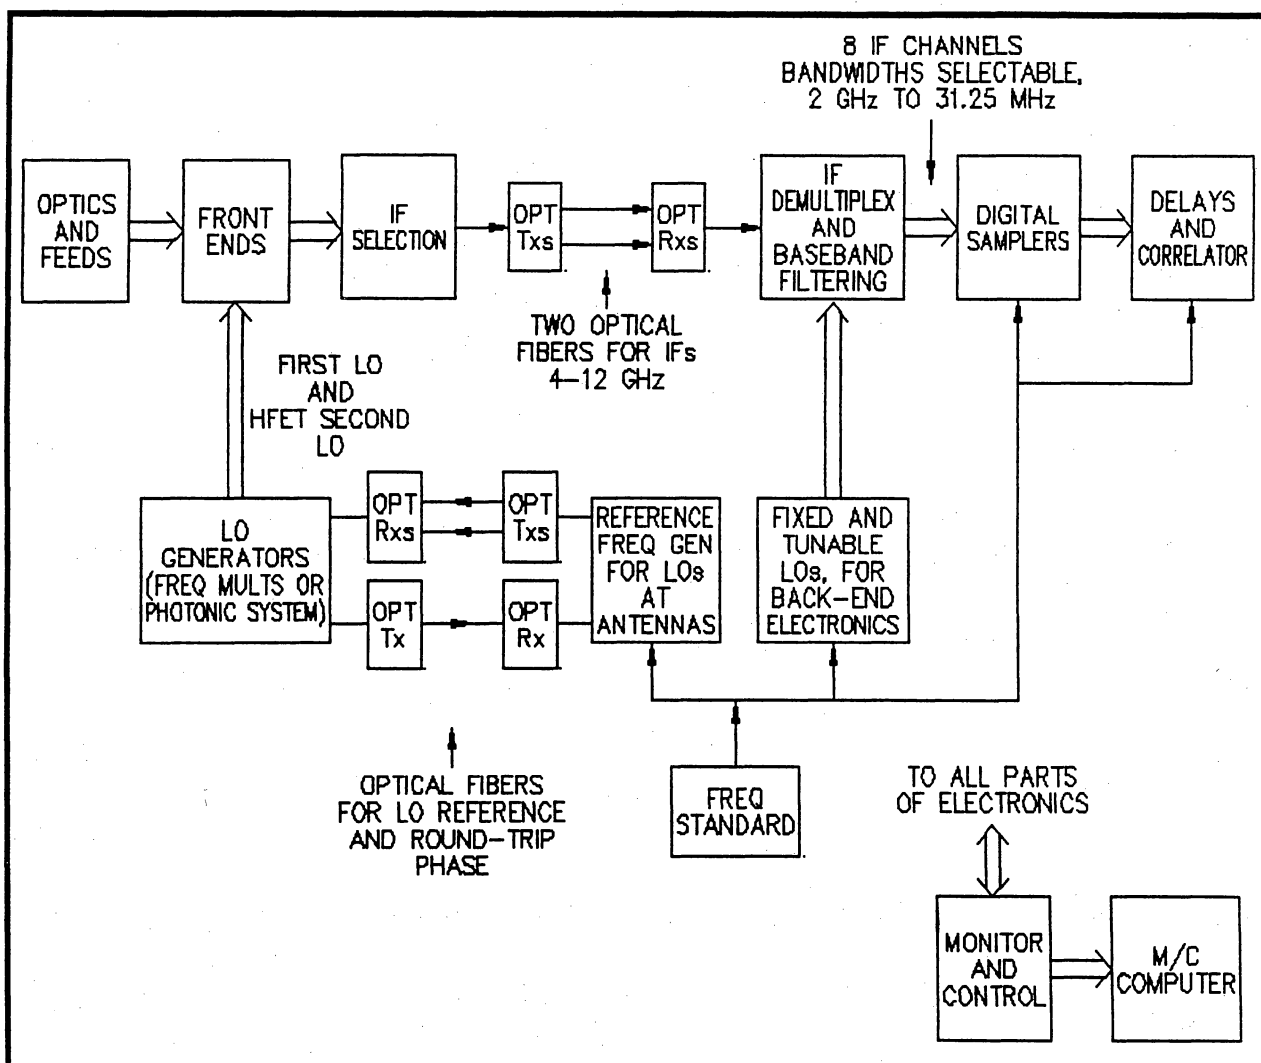 8 IF CHANNELS
BANDWIDTHS SELECTABLE,
2 GHz TO 31.25 MHz
OPTICS
AND
FEEDS
FRONT
ENDS
IF
SELECTION
OPT
Txs
OPT
Rxs
IF
DEMULTIPLEX
AND
BASEBAND
FILTERING
DIGITAL
SAMPLERS
DELAYS
AND
CORRELATOR
TWO OPTICAL
FIBERS FOR IFs
4-12 GHz
FIRST LO
AND
HFET SECOND
LO
LO
GENERATORS
(FREQ MULTS OR
PHOTONIC SYSTEM)
OPT
Rxs
OPT
Txs
OPT
Tx
OPT
Rx
REFERENCE
FREQ GEN
FOR LOs
AT
ANTENNAS
FIXED AND
TUNABLE
LOs, FOR
BACK-END
ELECTRONICS
OPTICAL FIBERS
FOR LO REFERENCE
AND ROUND-TRIP
PHASE
FREQ
STANDARD
TO ALL PARTS
OF ELECTRONICS
MONITOR
AND
CONTROL
M/C
COMPUTER